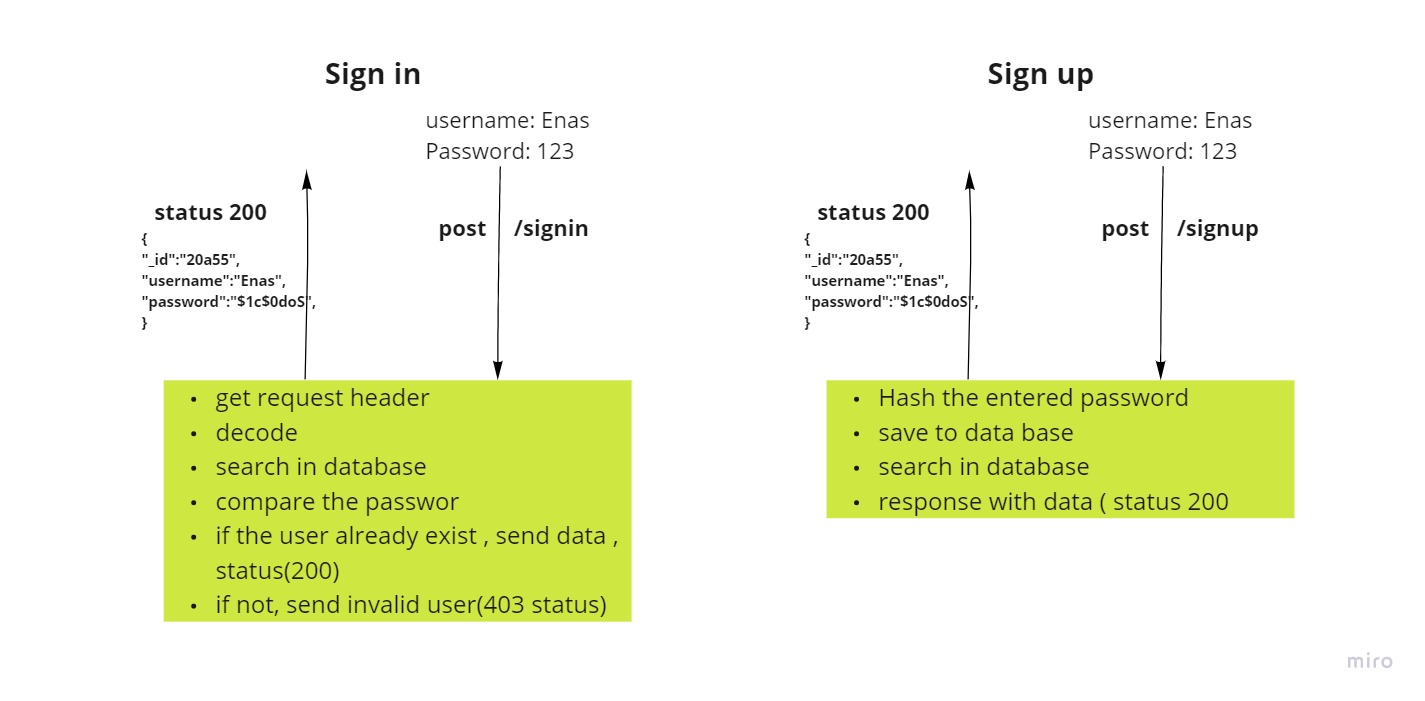 Sign in
username: Enas
Password: 123
status 200
{
"_id":"20a55",
"username":"Enas",
"password":"$1c$0doS",
}
post /signin
• get request header
• decode
• search in database
• compare the passwor
• if the user already exist , send data ,
status(200)
• if not, send invalid user(403 status)
Sign up
username: Enas
Password: 123
status 200
{
"_id":"20a55",
"username":"Enas",
"password":"$1c$0doS",
}
post /signup
• Hash the entered password
• save to data base
• search in database
• response with data ( status 200
miro